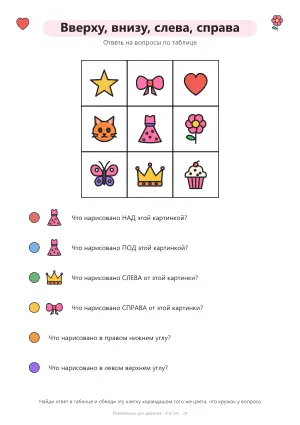 Вверху, внизу, слева, справа
Ответь на вопросы по таблице
Что нарисовано НАД этой картинкой?
Что нарисовано ПОД этой картинкой?
Что нарисовано СЛЕВА от этой картинки?
Что нарисовано СПРАВА от этой картинки?
Что нарисовано в правом нижнем углу?
Что нарисовано в левом верхнем углу?
Найди ответ в таблице и обведи эту клетку карандашом того же цвета, что кружок у вопроса